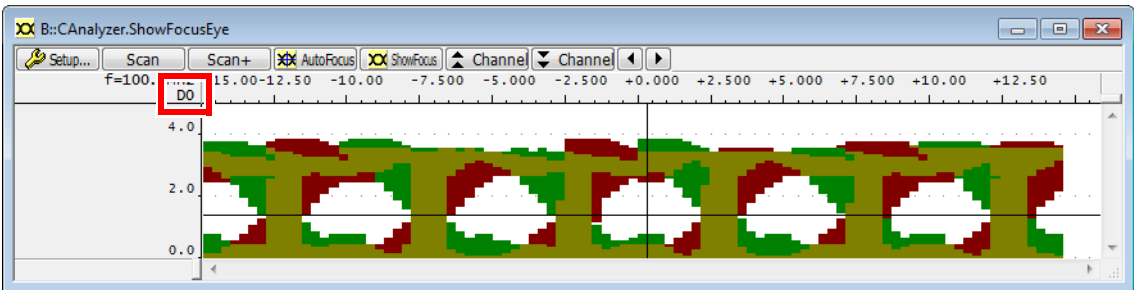 B::CAnalyzer.ShowFocusEye
Setup... Scan Scan+ AutoFocus ShowFocus Channel Channel
f=100. 15.00-12.50 -10.00 -7.500 -5.000 -2.500 +0.000 +2.500 +5.000 +7.500 +10.00 +12.50
D0
4.0
2.0
0.0